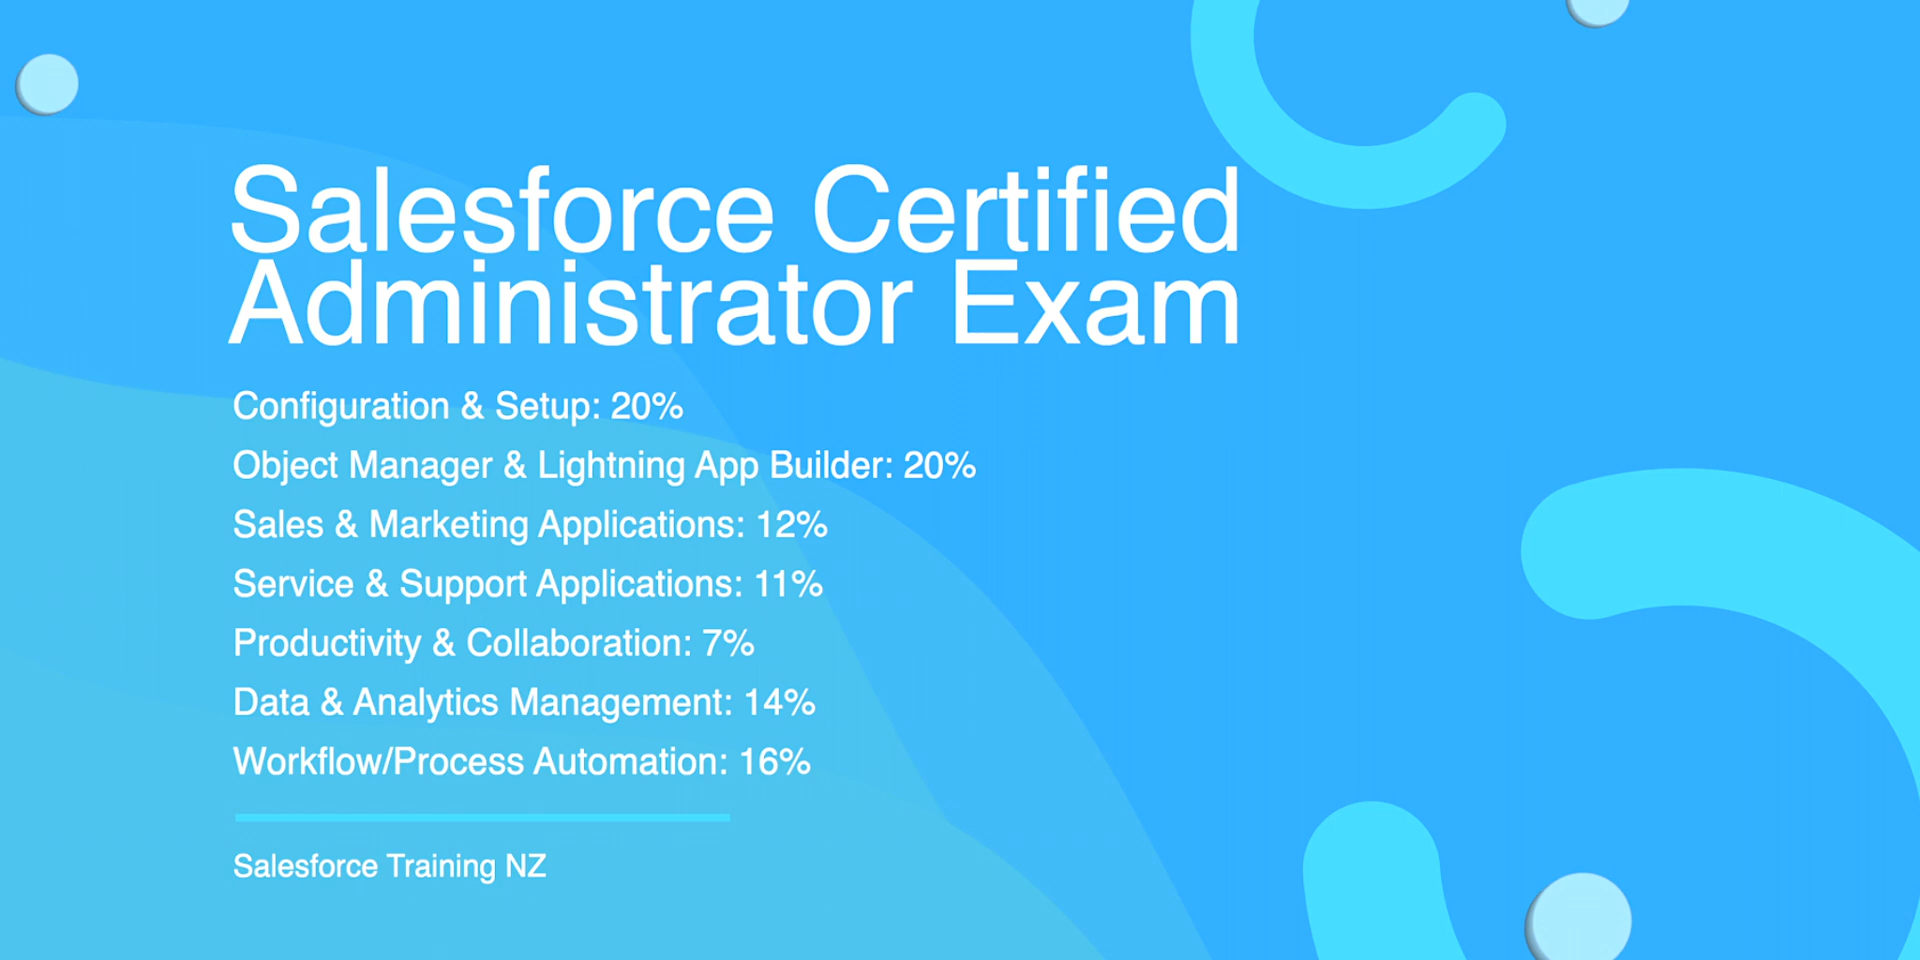 Salesforce Certified
Administrator Exam
Configuration & Setup: 20%
Object Manager & Lightning App Builder: 20%
Sales & Marketing Applications: 12%
Service & Support Applications: 11%
Productivity & Collaboration: 7%
Data & Analytics Management: 14%
Workflow/Process Automation: 16%
Salesforce Training NZ